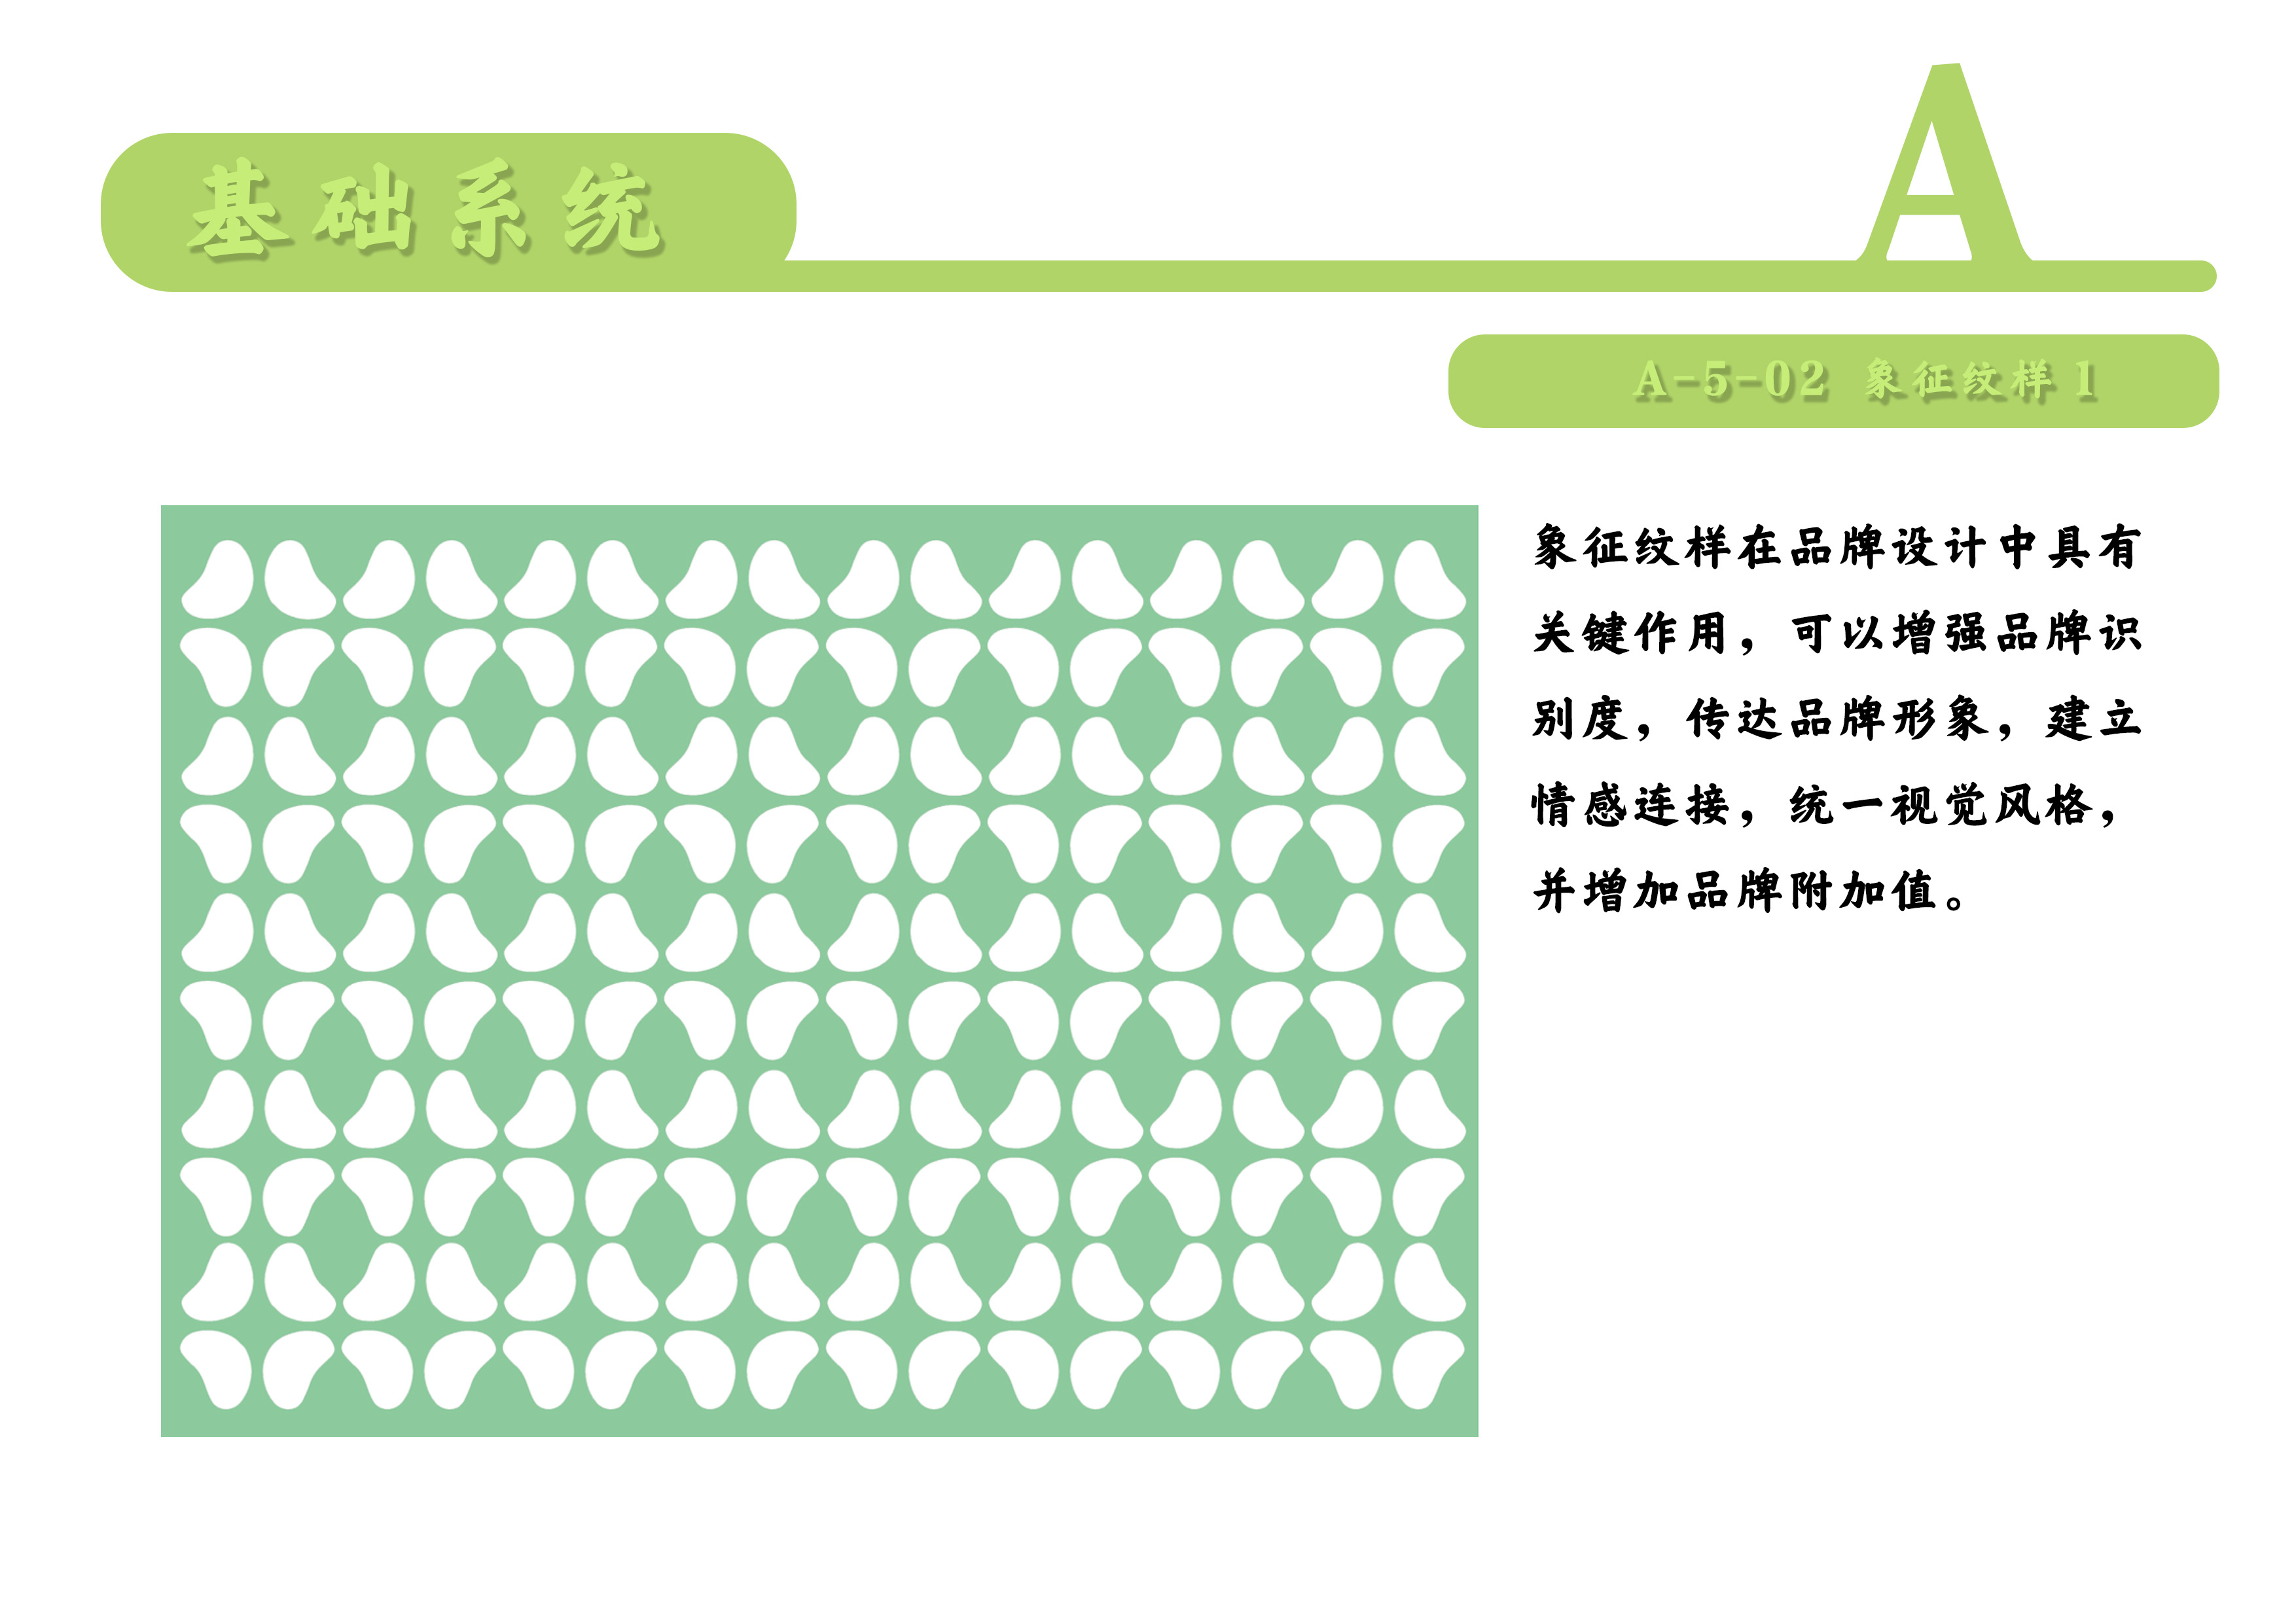 基础系统
A
A-5-02 象征纹样1
象征纹样在品牌设计中具有
关键作用，可以增强品牌识
别度，传达品牌形象，建立
情感连接，统一视觉风格，
并增加品牌附加值。